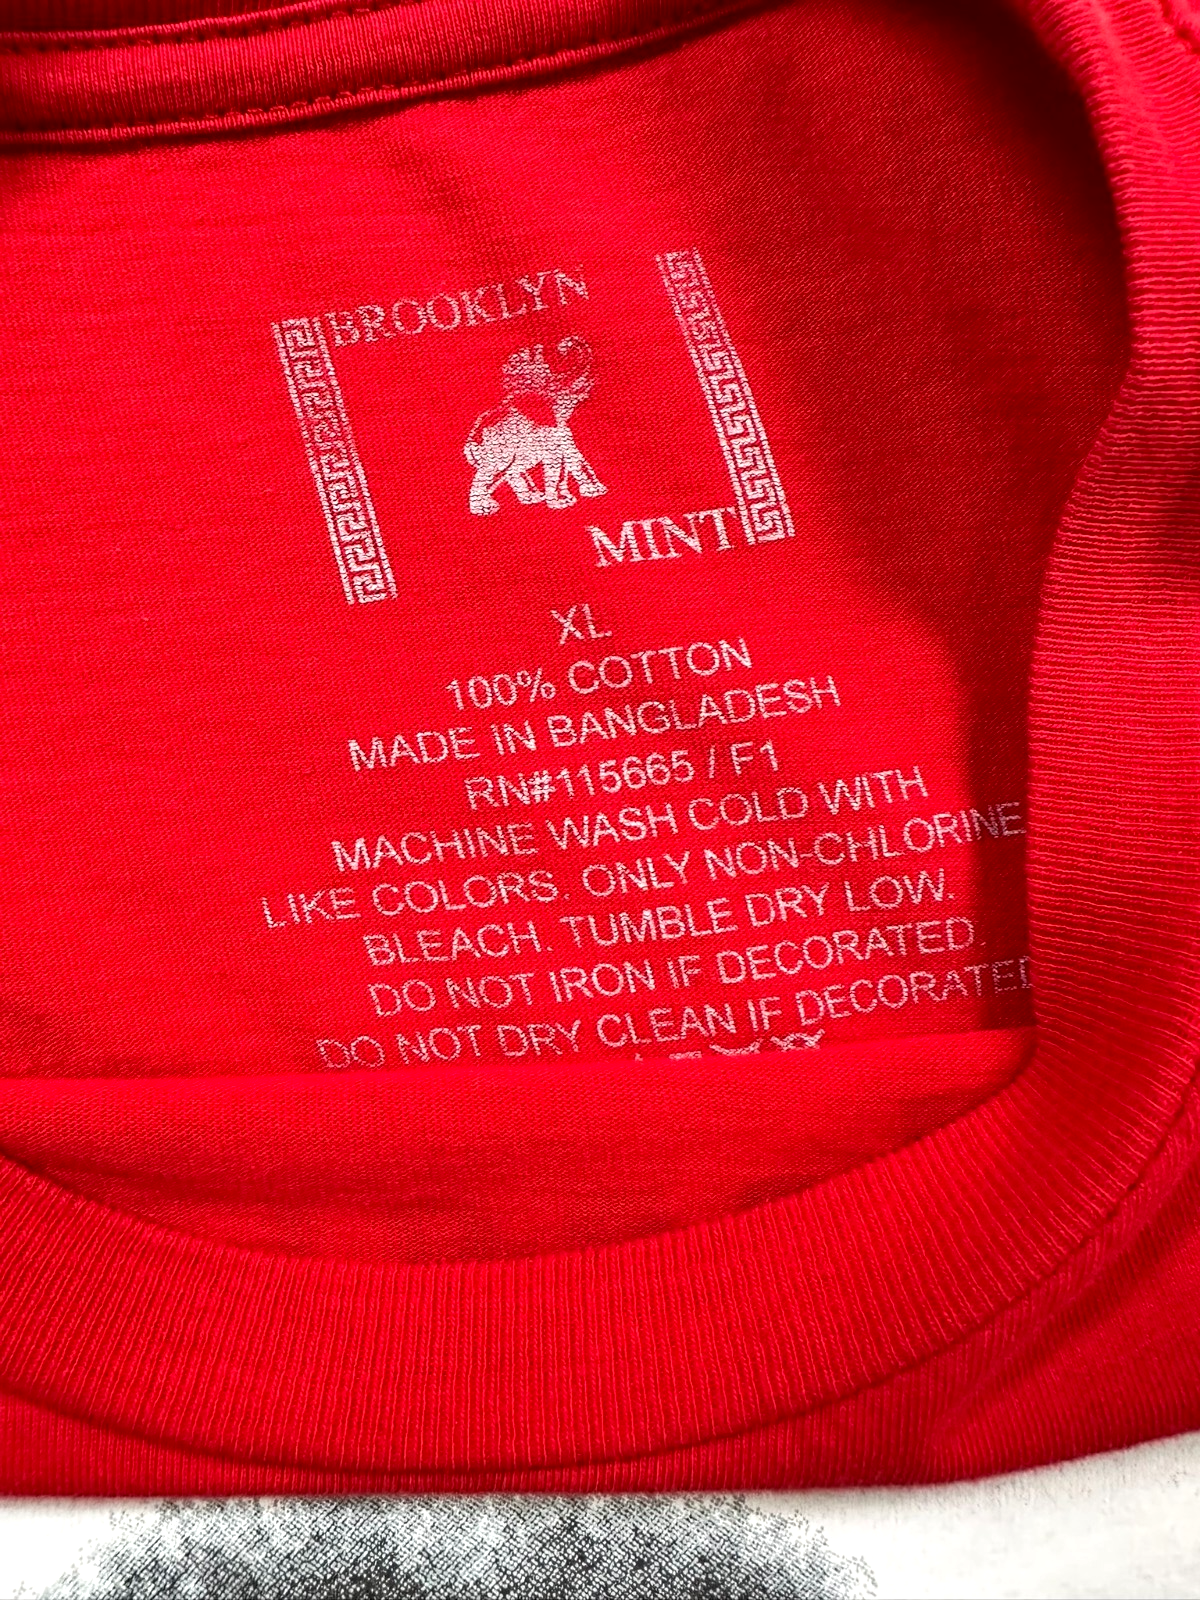 BROOKLYN
MINT
XL
100% COTTON
MADE IN BANGLADESH
RN#115665 / F1
MACHINE WASH COLD WITH
LIKE COLORS. ONLY NON-CHLORINE
BLEACH. TUMBLE DRY LOW.
DO NOT IRON IF DECORATED.
DO NOT DRY CLEAN IF DECORATED